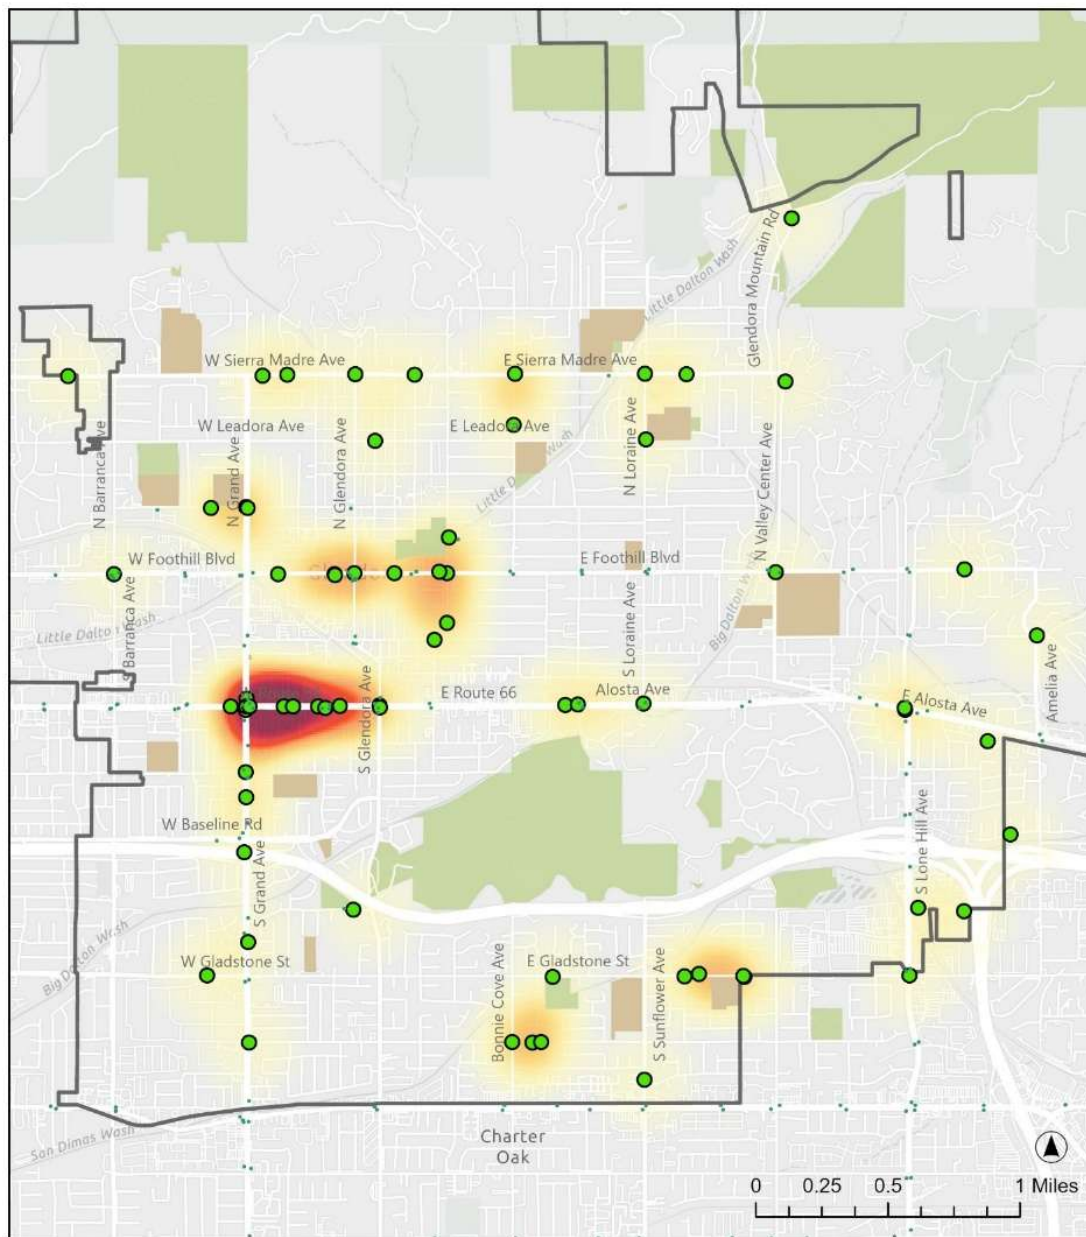 Glendora Mountain Rd
Little Dalton Wash
W Sierra Madre Ave
E Sierra Madre Ave
W Leadora Ave
E Leadora Ave
N Barranca Ave
N Grand Ave
N Glendora Ave
N Loraine Ave
N Valley Center Ave
W Foothill Blvd
E Foothill Blvd
Little Dalton Wash
S Barranca Ave
S Loraine Ave
Big Dalton Wash
Amelia Ave
E Route 66
Alosta Ave
E Alosta Ave
S Glendora Ave
W Baseline Rd
S Grand Ave
S Lone Hill Ave
Big Dalton Wash
W Gladstone St
E Gladstone St
Bonnie Cove Ave
S Sunflower Ave
San Dimas Wash
Charter
Oak
0 0.25 0.5 1 Miles